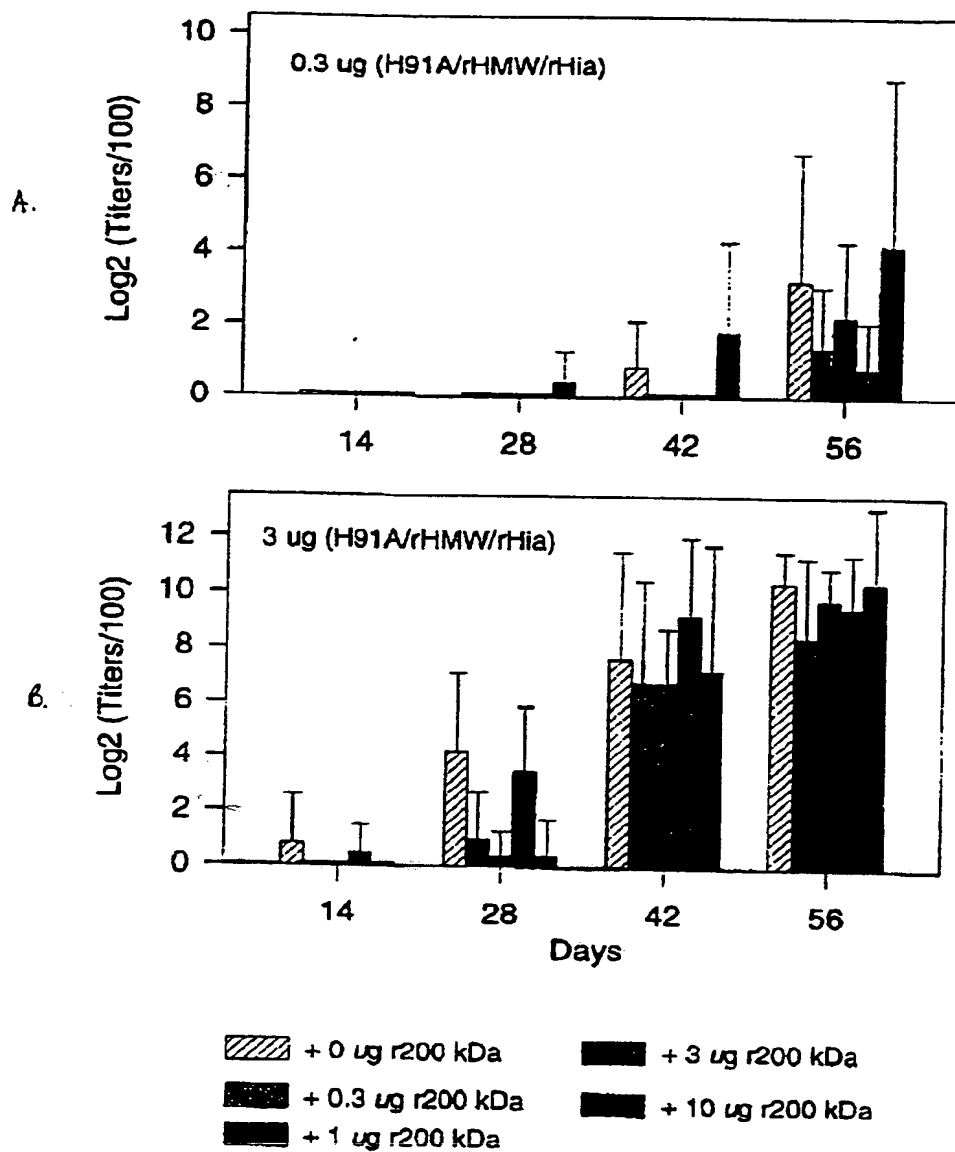 A.
Log2 (Titers/100)
10
8
6
4
2
0
0.3 ug (H91A/rHMW/rHia)
14 28 42 56
B.
Log2 (Titers/100)
12
10
8
6
4
2
0
3 ug (H91A/rHMW/rHia)
14 28 42 56
Days
+ 0 ug r200 kDa
+ 0.3 ug r200 kDa
+ 1 ug r200 kDa
+ 3 ug r200 kDa
+ 10 ug r200 kDa